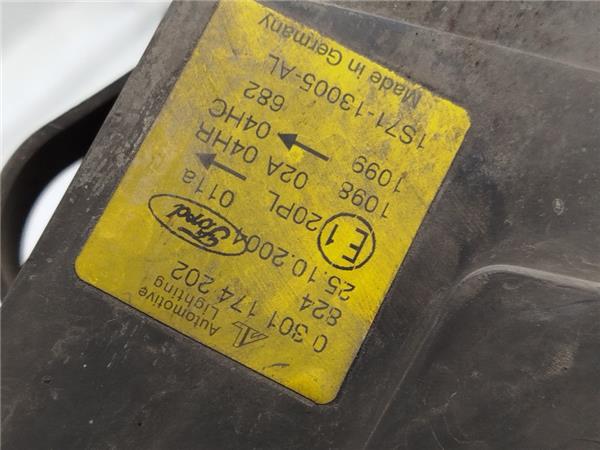 Automotive
Lighting
0 301 174 202
824
25.10.2004
Ford
E1
20PL
011a
1098 02A 04HR
1099 04HC
682
1S71-13005-AL
Made in Germany